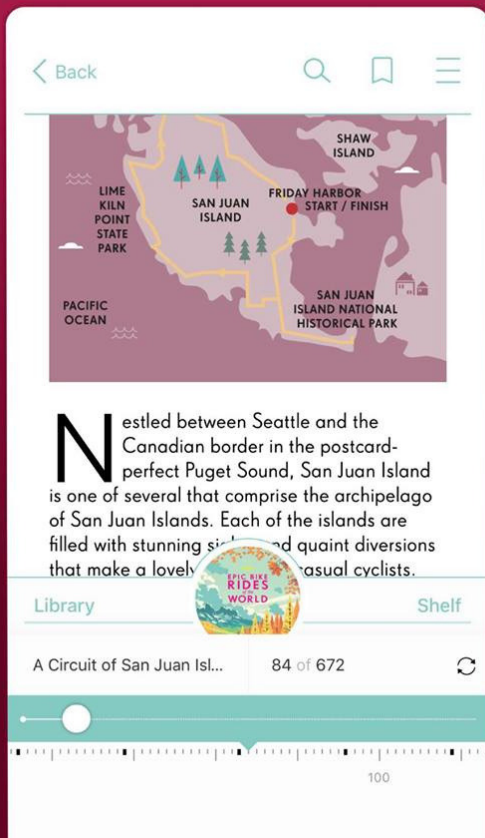 Back
SHAW
ISLAND
LIME
KILN
POINT
STATE
PARK
SAN JUAN
ISLAND
FRIDAY HARBOR
START / FINISH
PACIFIC
OCEAN
SAN JUAN
ISLAND NATIONAL
HISTORICAL PARK
Nestled between Seattle and the
Canadian border in the postcard-
perfect Puget Sound, San Juan Island
is one of several that comprise the archipelago
of San Juan Islands. Each of the islands are
filled with stunning quaint diversions
that make a lovely casual cyclists.
EPIC BIKE
RIDES
of the
WORLD
Library
Shelf
A Circuit of San Juan Isl...
84 of 672
100